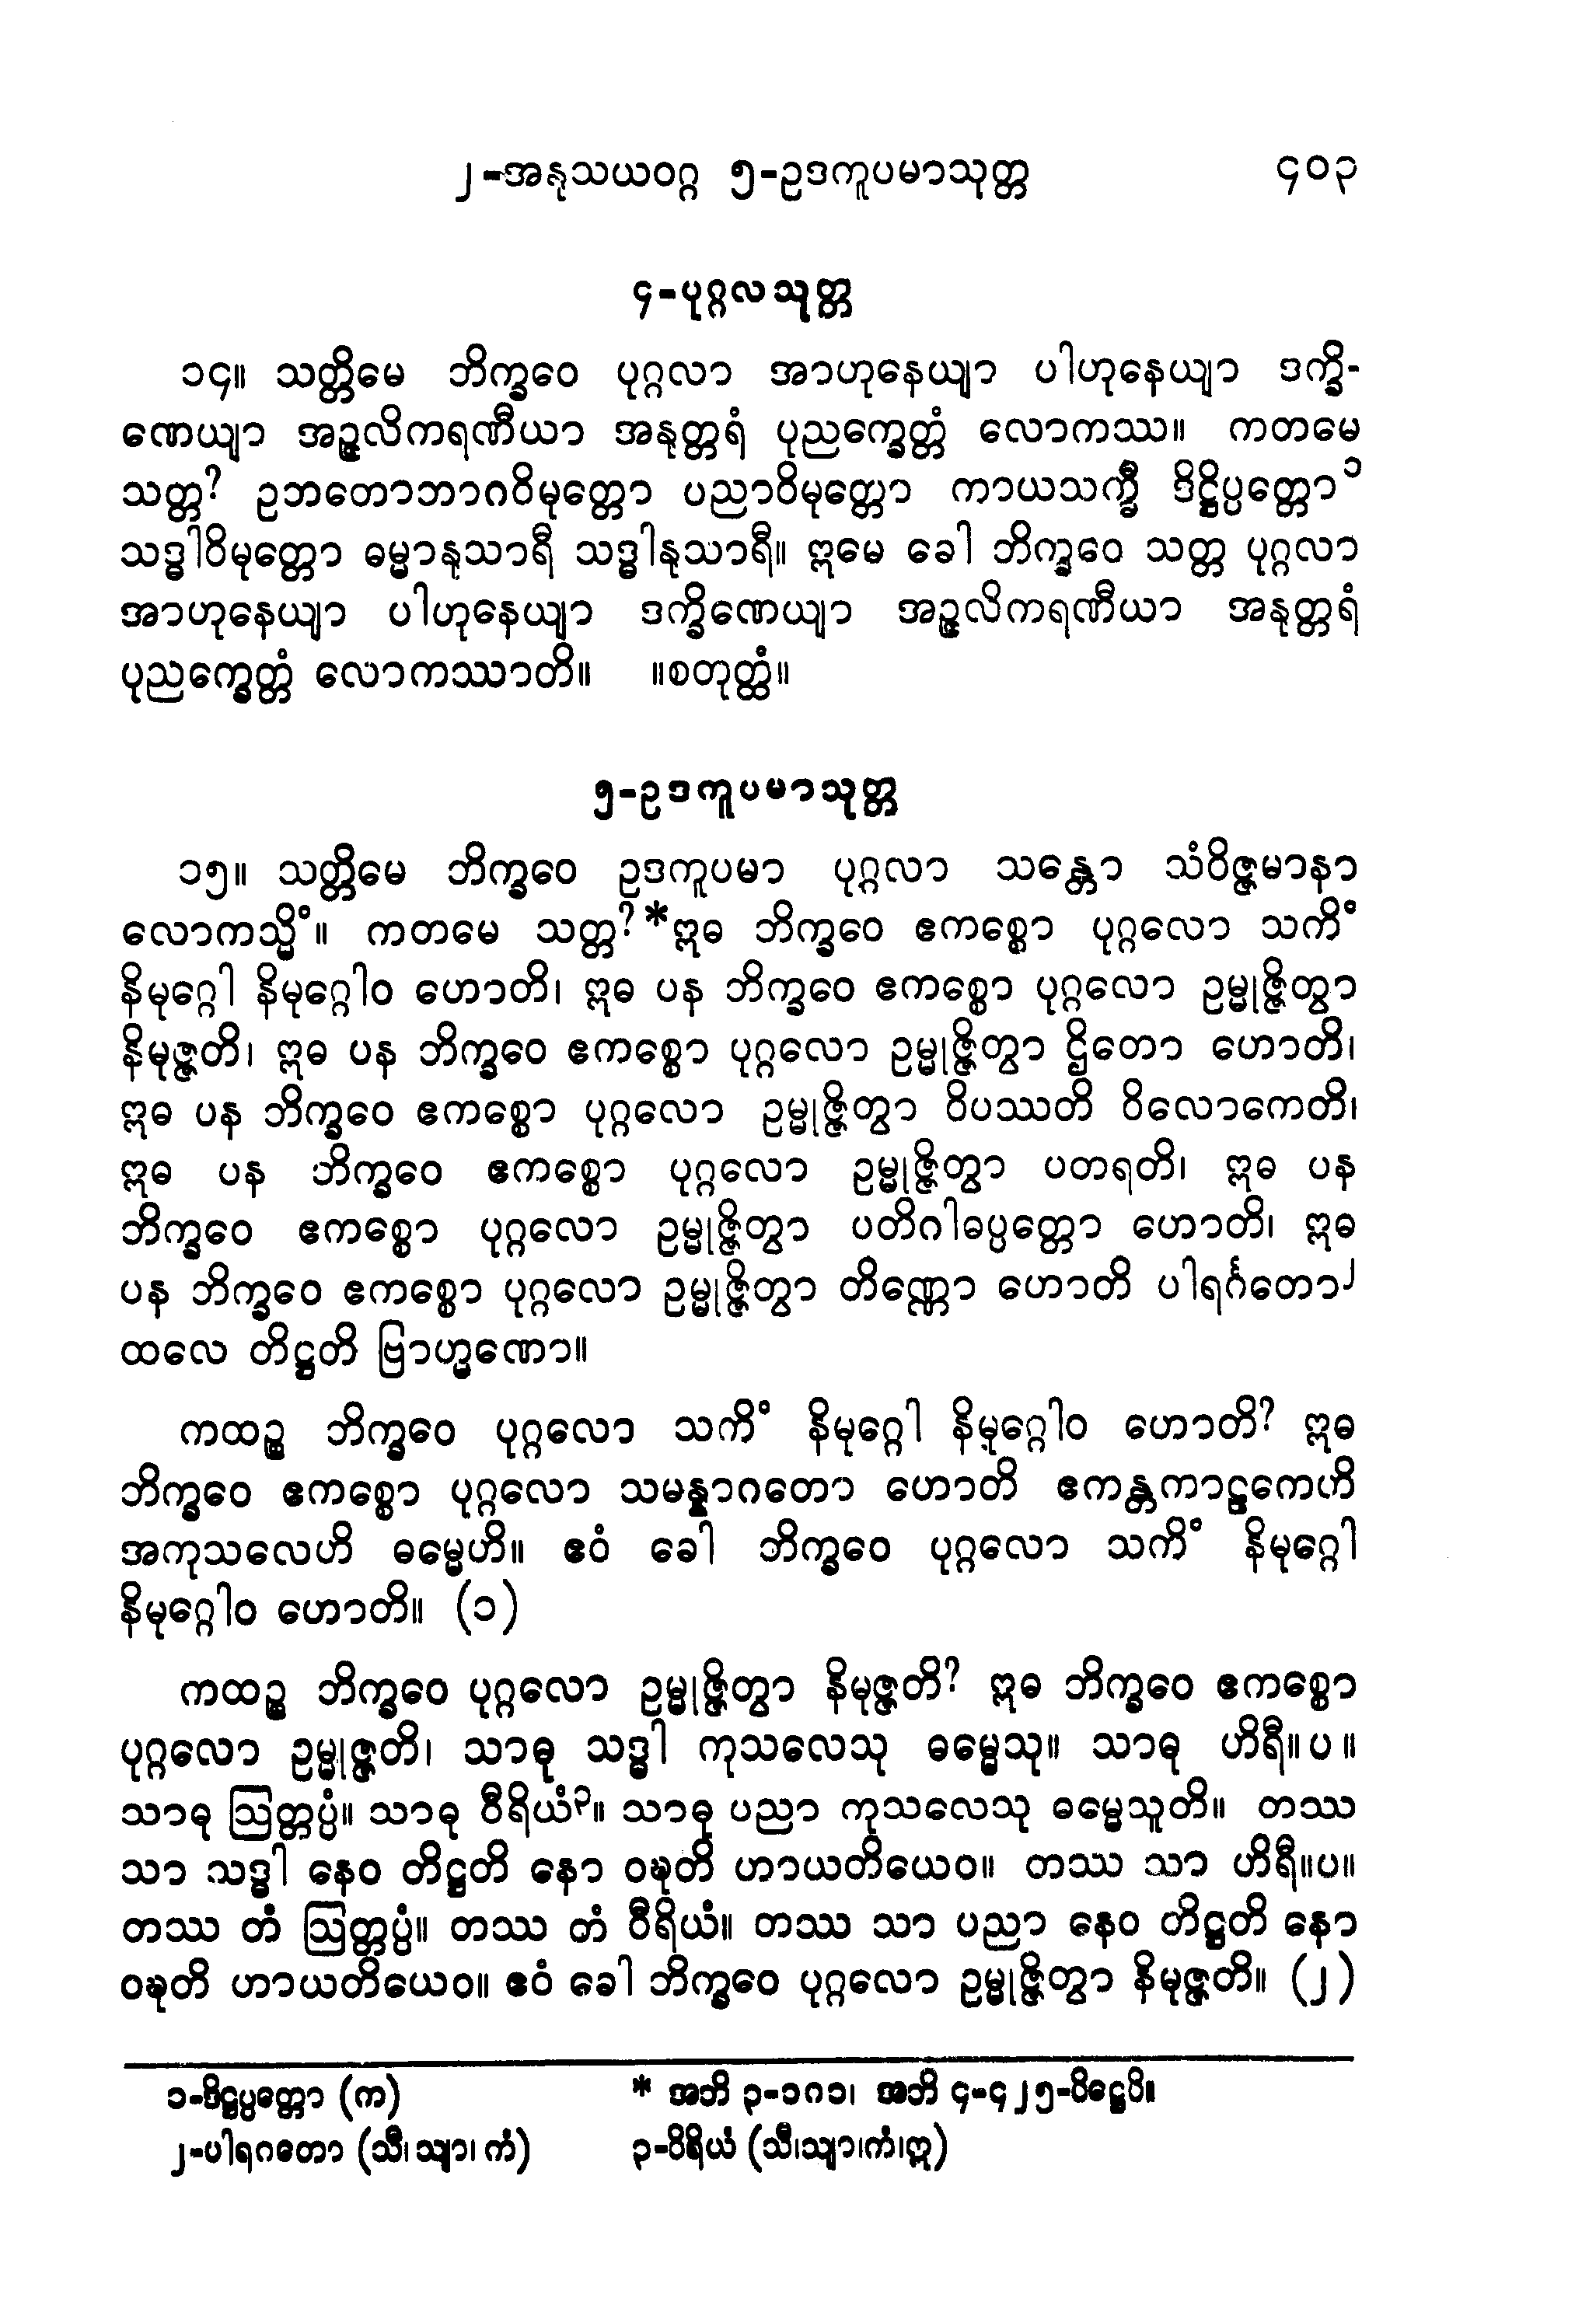 ၂-အနုသယဝဂ္ဂ ၅-ဥဒကူပမာသုတ္တ ၄၀၃
၄-ပုဂ္ဂလသုတ္တ
၁၄။ သတ္တိမေ ဘိက္ခဝေ ပုဂ္ဂလာ အာဟုနေယျာ ပါဟုနေယျာ ဒက္ခိ-
ဏေယျာ အဉ္ဇလိကရဏီယာ အနုတ္တရံ ပုညက္ခေတ္တံ လောကဿ။ ကတမေ
သတ္တ? ဥဘတောဘာဂဝိမုတ္တော ပညာဝိမုတ္တော ကာယသက္ခီ ဒိဋ္ဌိပ္ပတ္တော၁
သဒ္ဓါဝိမုတ္တော ဓမ္မာနုသာရီ သဒ္ဓါနုသာရီ။ ဣမေ ခေါ ဘိက္ခဝေ သတ္တ ပုဂ္ဂလာ
အာဟုနေယျာ ပါဟုနေယျာ ဒက္ခိဏေယျာ အဉ္ဇလိကရဏီယာ အနုတ္တရံ
ပုညက္ခေတ္တံ လောကဿာတိ။ ။စတုတ္ထံ။
၅-ဥဒကူပမာသုတ္တ
၁၅။ သတ္တိမေ ဘိက္ခဝေ ဥဒကူပမာ ပုဂ္ဂလာ သန္တော သံဝိဇ္ဇမာနာ
လောကသ္မိံ။ ကတမေ သတ္တ? *ဣဓ ဘိက္ခဝေ ဧကစ္စော ပုဂ္ဂလော သကိံ
နိမုဂ္ဂေါ နိမုဂ္ဂေါဝ ဟောတိ၊ ဣဓ ပန ဘိက္ခဝေ ဧကစ္စော ပုဂ္ဂလော ဥမ္မုဇ္ဇိတွာ
နိမုဇ္ဇတိ၊ ဣဓ ပန ဘိက္ခဝေ ဧကစ္စော ပုဂ္ဂလော ဥမ္မုဇ္ဇိတွာ ဌိတော ဟောတိ၊
ဣဓ ပန ဘိက္ခဝေ ဧကစ္စော ပုဂ္ဂလော ဥမ္မုဇ္ဇိတွာ ဝိပဿတိ ဝိလောကေတိ၊
ဣဓ ပန ဘိက္ခဝေ ဧကစ္စော ပုဂ္ဂလော ဥမ္မုဇ္ဇိတွာ ပတရတိ၊ ဣဓ ပန
ဘိက္ခဝေ ဧကစ္စော ပုဂ္ဂလော ဥမ္မုဇ္ဇိတွာ ပတိဂါဓပ္ပတ္တော ဟောတိ၊ ဣဓ
ပန ဘိက္ခဝေ ဧကစ္စော ပုဂ္ဂလော ဥမ္မုဇ္ဇိတွာ တိဏ္ဏော ဟောတိ ပါရင်္ဂတော၂
ထလေ တိဋ္ဌတိ ဗြာဟ္မဏော။
ကထဉ္စ ဘိက္ခဝေ ပုဂ္ဂလော သကိံ နိမုဂ္ဂေါ နိမုဂ္ဂေါဝ ဟောတိ? ဣဓ
ဘိက္ခဝေ ဧကစ္စော ပုဂ္ဂလော သမန္နာဂတော ဟောတိ ဧကန္တကာဠကေဟိ
အကုသလေဟိ ဓမ္မေဟိ။ ဧဝံ ခေါ ဘိက္ခဝေ ပုဂ္ဂလော သကိံ နိမုဂ္ဂေါ
နိမုဂ္ဂေါဝ ဟောတိ။ (၁)
ကထဉ္စ ဘိက္ခဝေ ပုဂ္ဂလော ဥမ္မုဇ္ဇိတွာ နိမုဇ္ဇတိ? ဣဓ ဘိက္ခဝေ ဧကစ္စော
ပုဂ္ဂလော ဥမ္မုဇ္ဇတိ၊ သာဓု သဒ္ဓါ ကုသလေသု ဓမ္မေသု။ သာဓု ဟိရီ။ပ။
သာဓု ဩတ္တပ္ပံ။ သာဓု ဝီရိယံ၃။ သာဓု ပညာ ကုသလေသု ဓမ္မေသူတိ။ တဿ
သာ သဒ္ဓါ နေဝ တိဋ္ဌတိ နော ဝဍ္ဎတိ ဟာယတိယေဝ။ တဿ သာ ဟိရီ။ပ။
တဿ တံ ဩတ္တပ္ပံ။ တဿ တံ ဝီရိယံ။ တဿ သာ ပညာ နေဝ တိဋ္ဌတိ နော
ဝဍ္ဎတိ ဟာယတိယေဝ။ ဧဝံ ခေါ ဘိက္ခဝေ ပုဂ္ဂလော ဥမ္မုဇ္ဇိတွာ နိမုဇ္ဇတိ။ (၂)
၁-ဒိဋ္ဌပ္ပတ္တော (က) * အဘိ ၃-၁၈၁၊ အဘိ ၄-၄၂၅-ပိဋ္ဌေပိ။
၂-ပါရဂတော (သီ၊ သျာ၊ ကံ) ၃-ဝိရိယံ (သီ၊သျာ၊ကံ၊ဣ)